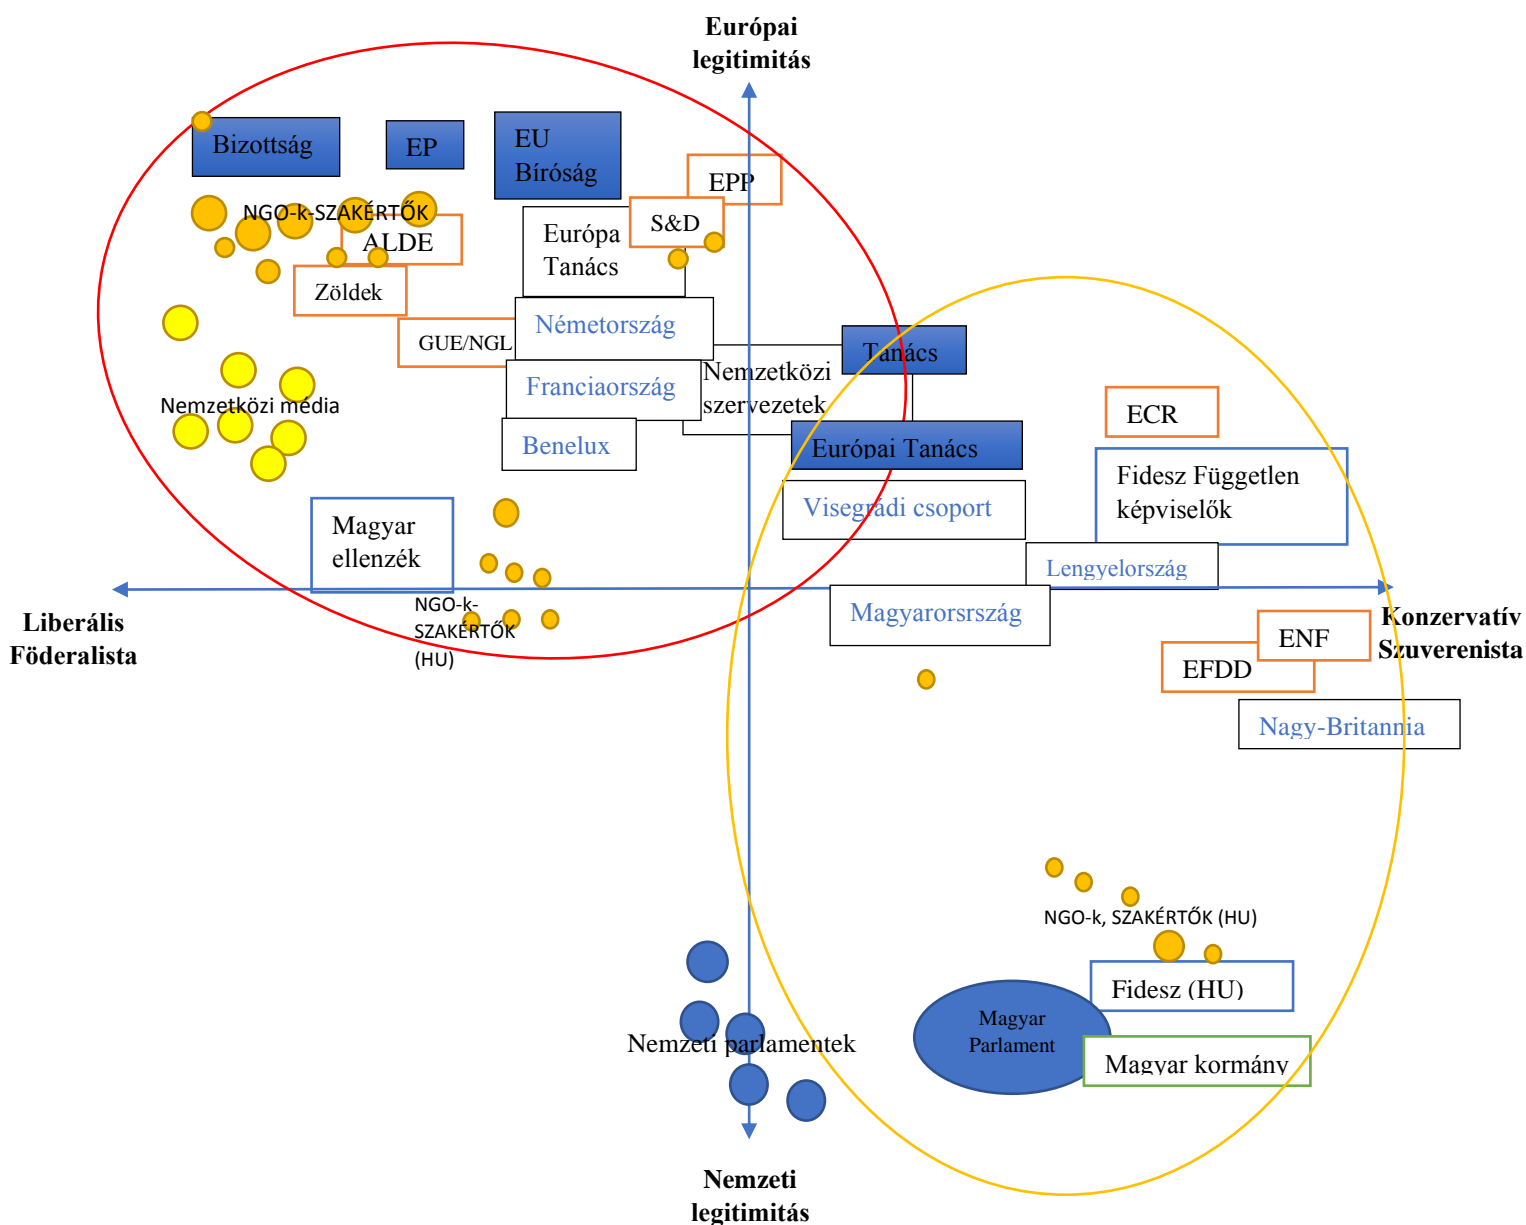 Európai
legitimitás
Bizottság
EP
EU
Bíróság
EPP
NGO-k-SZAKÉRTŐK
S&D
ALDE
Európa
Tanács
Zöldek
Németország
GUE/NGL
Tanács
Franciaország
Nemzetközi
szervezetek
Nemzetközi média
ECR
Benelux
Európai Tanács
Fidesz Független
képviselők
Visegrádi csoport
Magyar
ellenzék
Lengyelország
NGO-k-
SZAKÉRTŐK
(HU)
Magyarorsrszág
Liberális
Föderalista
Konzervatív
Szuverenista
ENF
EFDD
Nagy-Britannia
NGO-k, SZAKÉRTŐK (HU)
Fidesz (HU)
Magyar
Parlament
Nemzeti parlamentek
Magyar kormány
Nemzeti
legitimitás